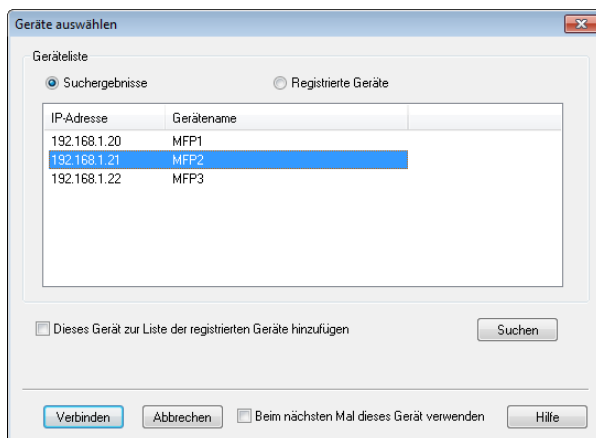 Geräte auswählen
Geräteliste
Suchergebnisse Registrierte Geräte
IP-Adresse Gerätename
192.168.1.20 MFP1
192.168.1.21 MFP2
192.168.1.22 MFP3
Dieses Gerät zur Liste der registrierten Geräte hinzufügen Suchen
Verbinden Abbrechen Beim nächsten Mal dieses Gerät verwenden Hilfe